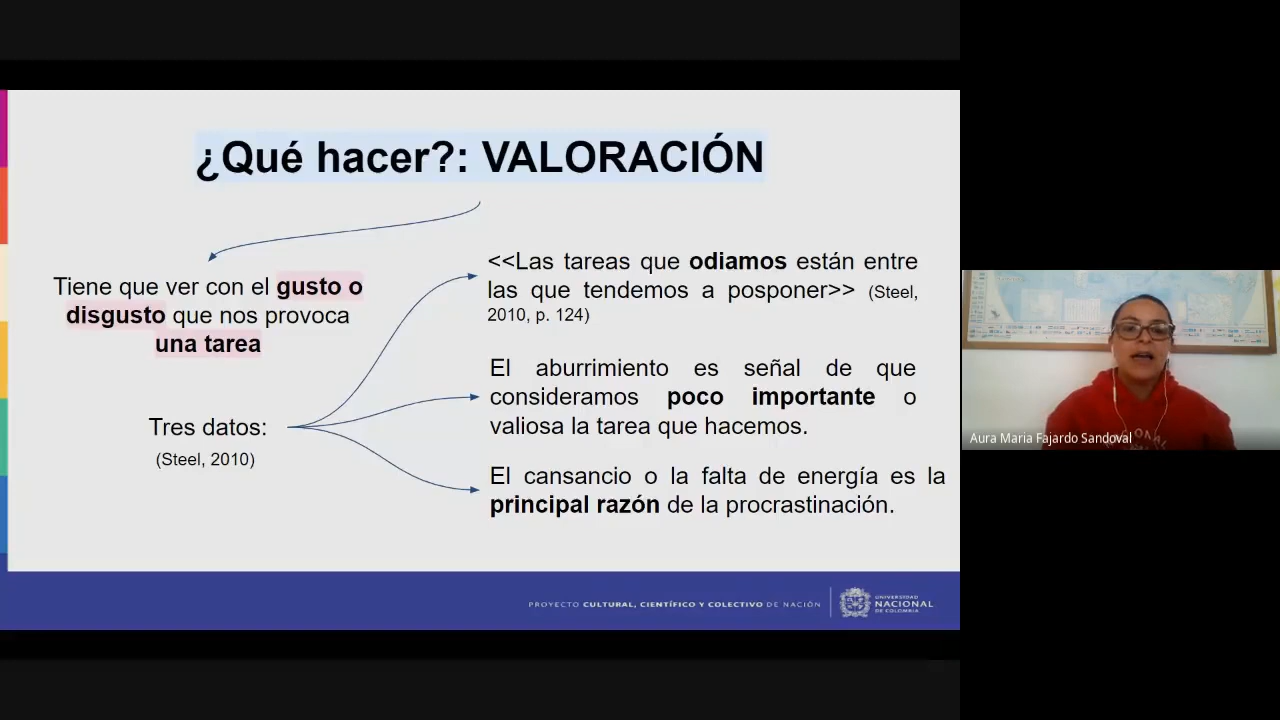 ¿Qué hacer?: VALORACIÓN
Tiene que ver con el gusto o
disgusto que nos provoca
una tarea
Tres datos:
(Steel, 2010)
<<Las tareas que odiamos están entre
las que tendemos a posponer>> (Steel,
2010, p. 124)
El aburrimiento es señal de que
consideramos poco importante o
valiosa la tarea que hacemos.
El cansancio o la falta de energía es la
principal razón de la procrastinación.
PROYECTO CULTURAL, CIENTÍFICO Y COLECTIVO DE NACIÓN
UNIVERSIDAD
NACIONAL
DE COLOMBIA
Aura Maria Fajardo Sandoval